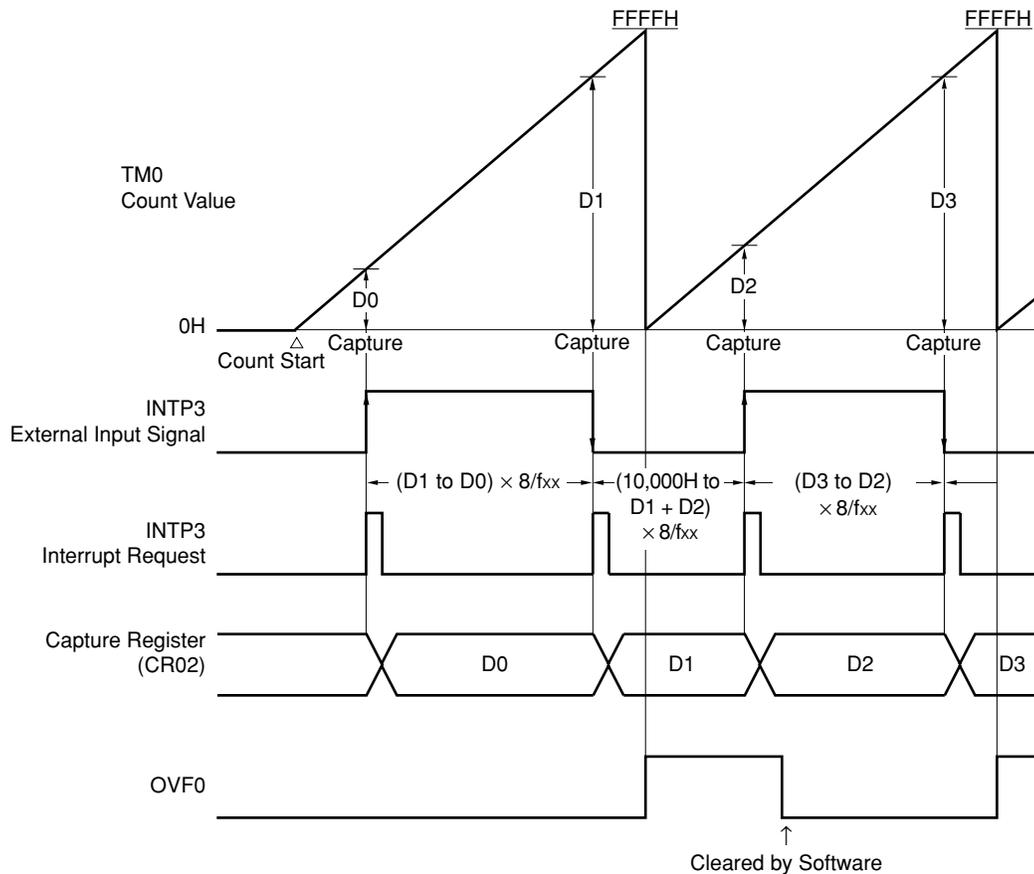 FFFFH
FFFFH
TM0
Count Value
D1
D3
D0
D2
0H
Capture
Capture
Capture
Capture
Count Start
INTP3
External Input Signal
(D1 to D0) × 8/fxx
(10,000H to
D1 + D2)
× 8/fxx
(D3 to D2)
× 8/fxx
INTP3
Interrupt Request
Capture Register
(CR02)
D0
D1
D2
D3
OVF0
Cleared by Software